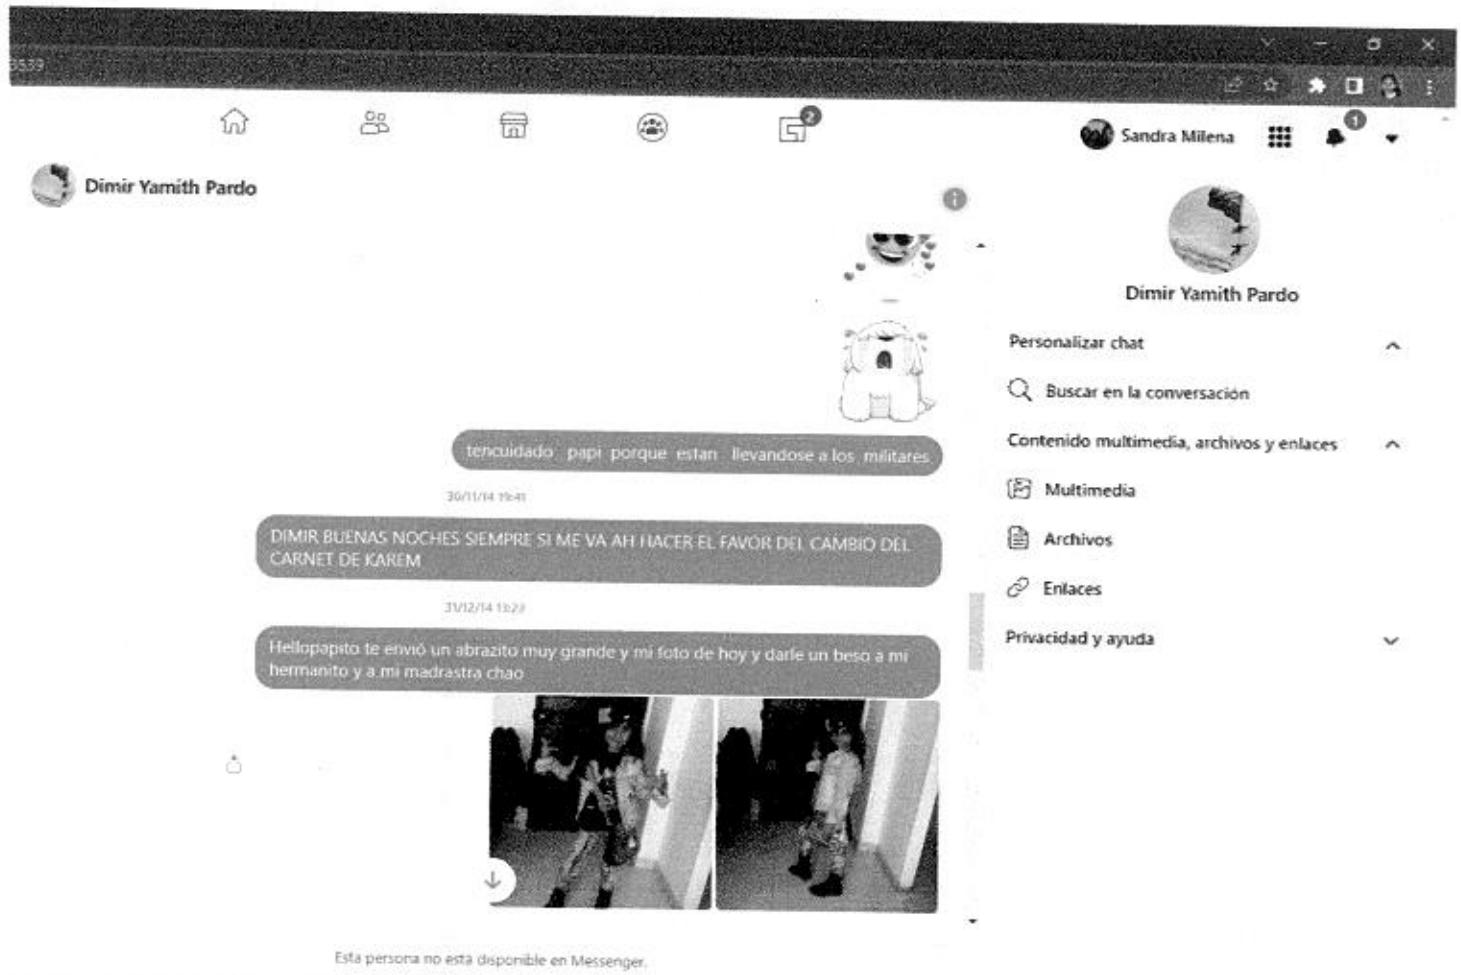 3539
2
1
Sandra Milena
Dimir Yamith Pardo
Dimir Yamith Pardo
Personalizar chat
Buscar en la conversación
Contenido multimedia, archivos y enlaces
Multimedia
Archivos
Enlaces
Privacidad y ayuda
tencuidado papi porque estan llevandose a los militares
30/11/14 19:41
DIMIR BUENAS NOCHES SIEMPRE SI ME VA AH HACER EL FAVOR DEL CAMBIO DEL
CARNET DE KAREM
31/12/14
Hellopapito te envió un abrazito muy grande y mi foto de hoy y darle un beso a mi
hermanito y a mi madrastra chao
Esta persona no está disponible en Messenger.